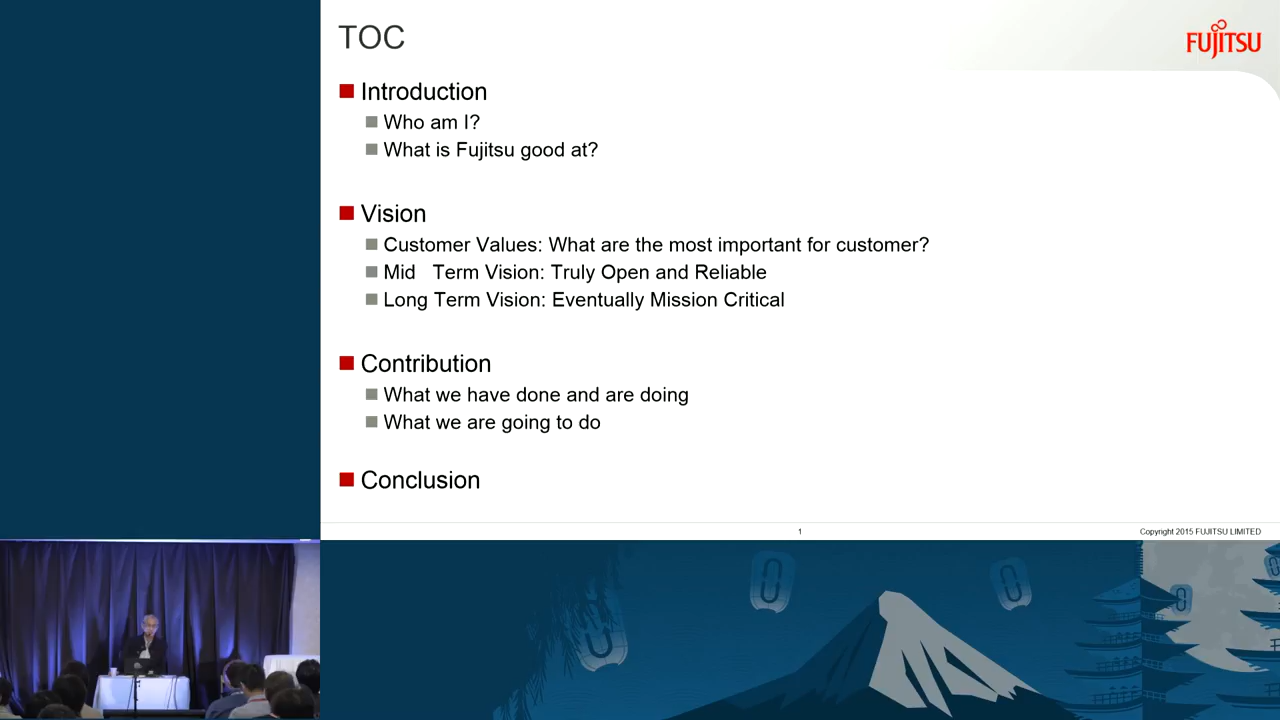 TOC
FUJITSU
Introduction
Who am I?
What is Fujitsu good at?
Vision
Customer Values: What are the most important for customer?
Mid Term Vision: Truly Open and Reliable
Long Term Vision: Eventually Mission Critical
Contribution
What we have done and are doing
What we are going to do
Conclusion
1
Copyright 2015 FUJITSU LIMITED